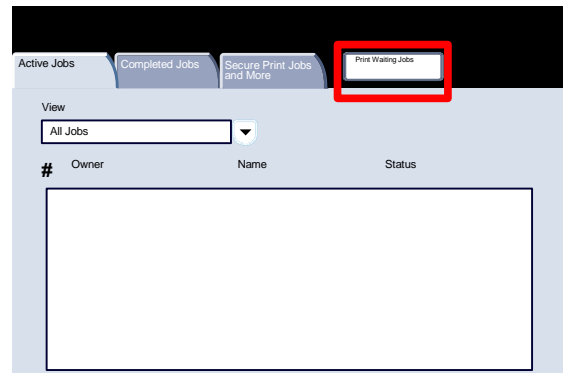 Active Jobs
Completed Jobs
Secure Print Jobs
and More
Print Waiting Jobs
View
All Jobs
# Owner Name Status